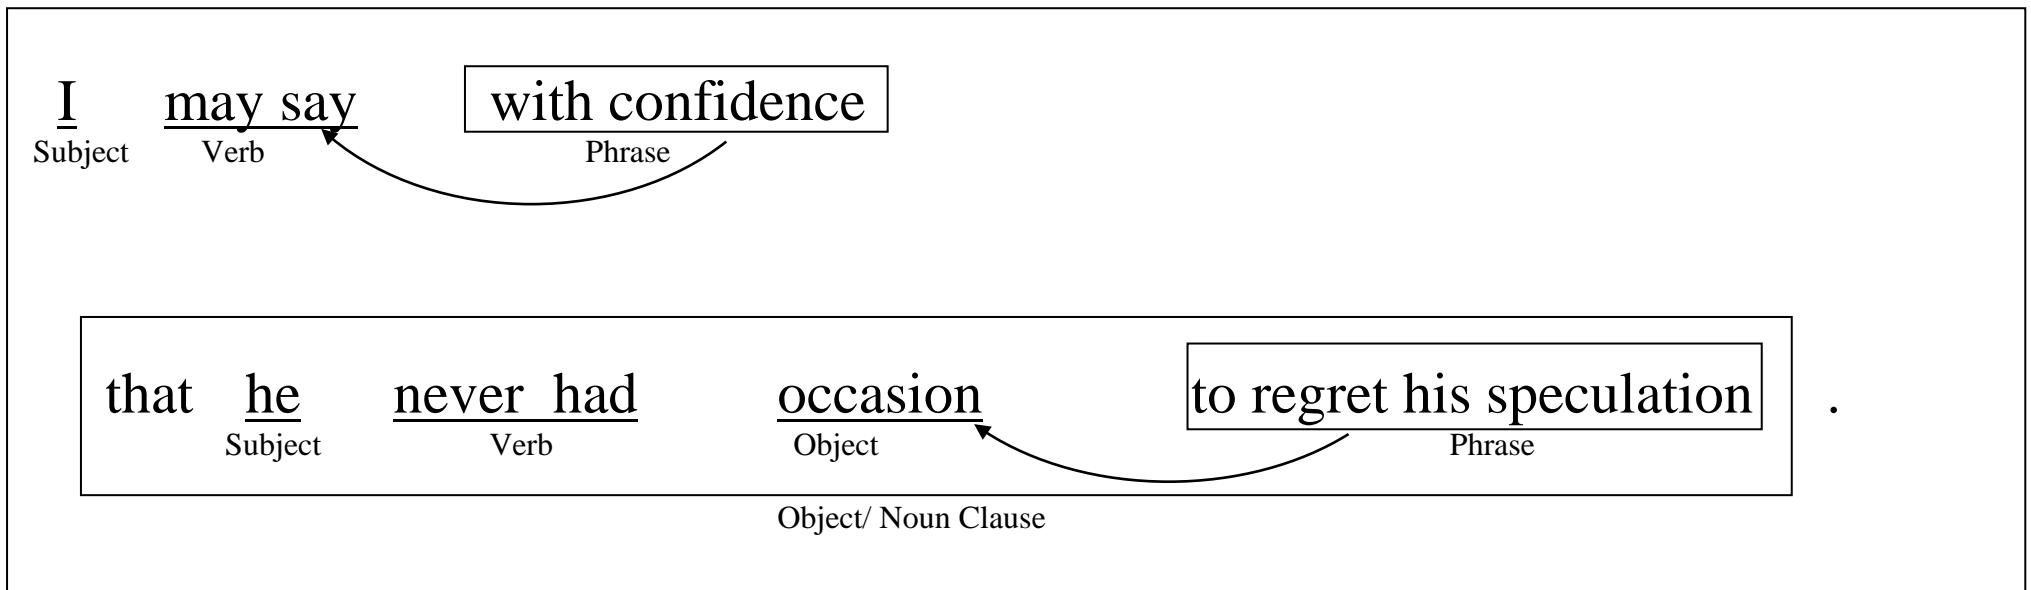 I may say with confidence
Subject Verb Phrase
that he never had occasion to regret his speculation .
Subject Verb Object Phrase
Object/ Noun Clause